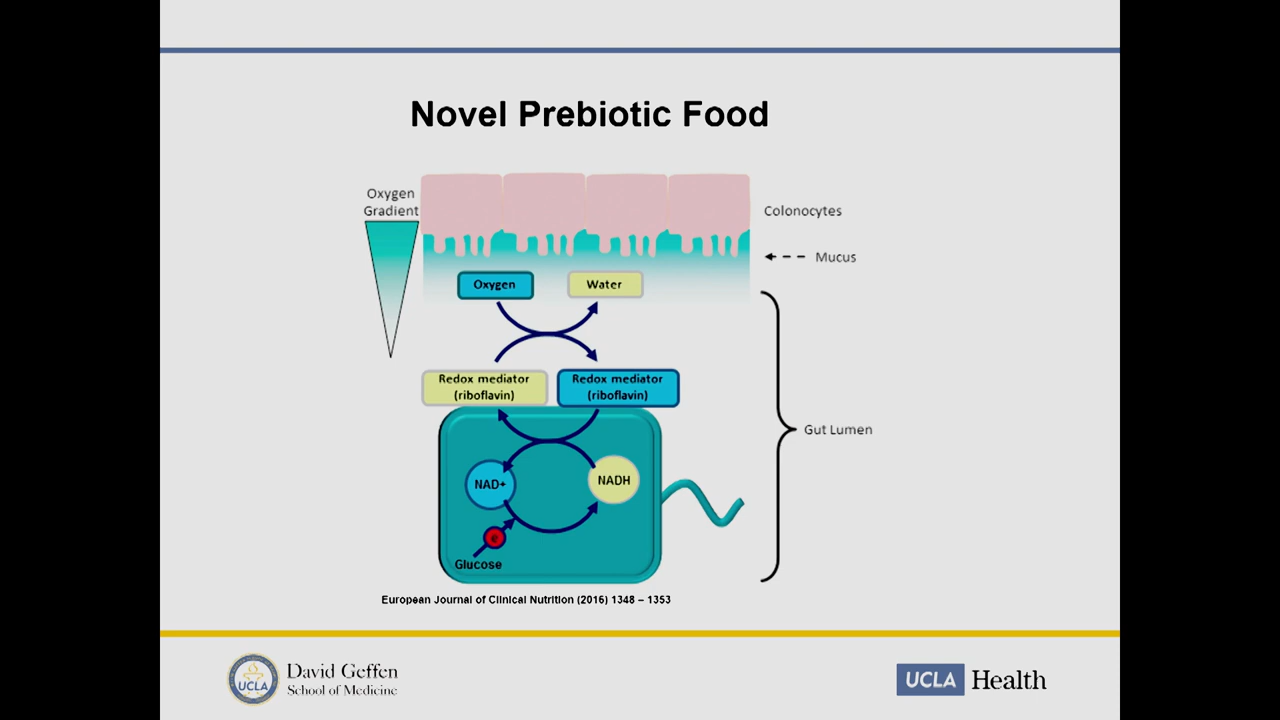 Novel Prebiotic Food
Oxygen
Gradient
Colonocytes
Mucus
Oxygen
Water
Redox mediator
(riboflavin)
Redox mediator
(riboflavin)
Gut Lumen
NAD+
NADH
e
Glucose
European Journal of Clinical Nutrition (2016) 1348 – 1353
UCLA
David Geffen
School of Medicine
UCLA Health